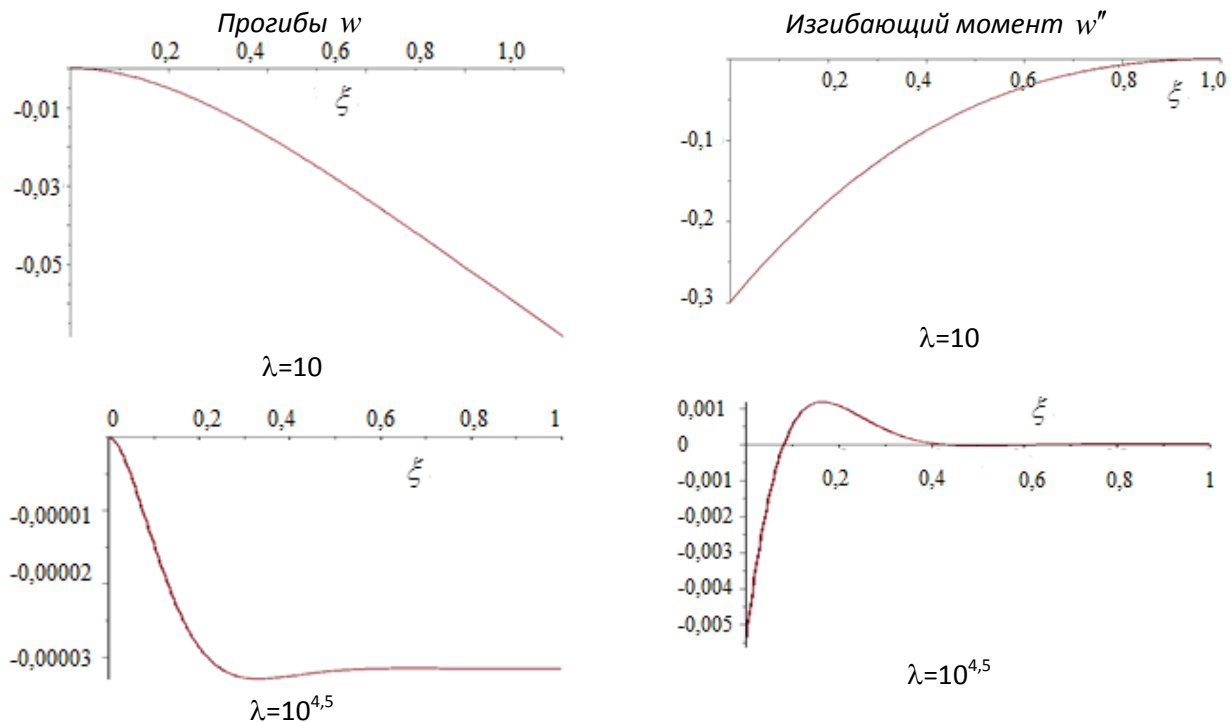 Прогибы w
0,2 0,4 0,6 0,8 1,0
ξ
-0,01
-0,03
-0,05
λ=10
Изгибающий момент w″
0,2 0,4 0,6 0,8 1,0
ξ
-0,1
-0,2
-0,3
λ=10
0 0,2 0,4 0,6 0,8 1
ξ
-0,00001
-0,00002
-0,00003
λ=10^4,5
0,001
ξ
0
0,2 0,4 0,6 0,8 1
-0,001
-0,002
-0,003
-0,004
-0,005
λ=10^4,5